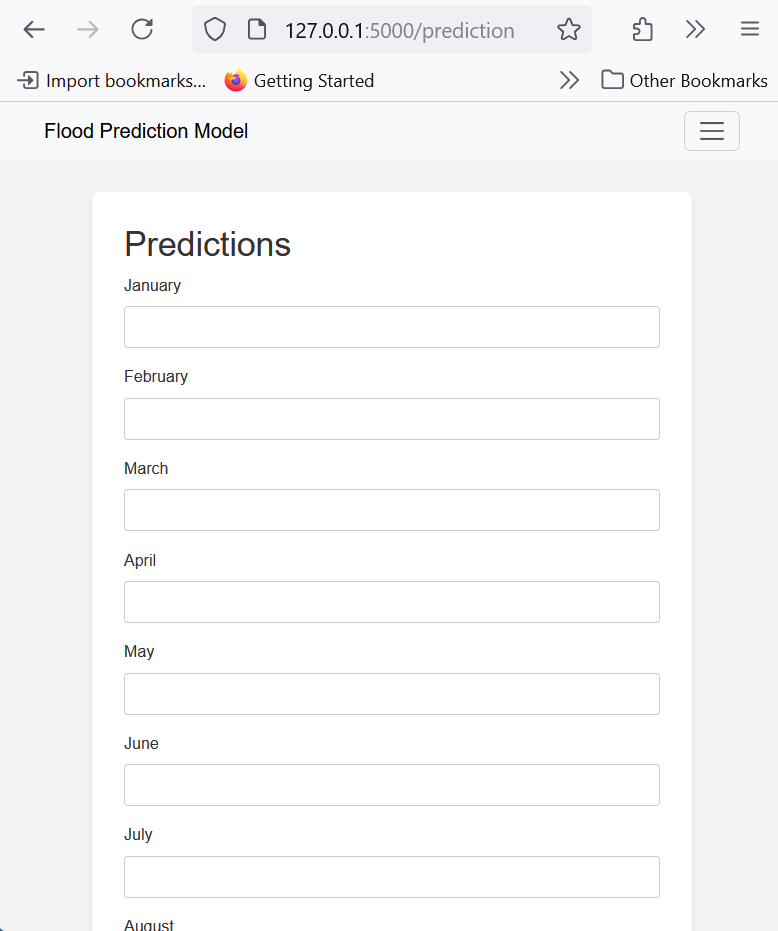 127.0.0.1:5000/prediction
Import bookmarks... Getting Started Other Bookmarks
Flood Prediction Model
Predictions
January
February
March
April
May
June
July
August